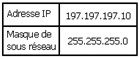 Adresse IP 197.197.197.10
Masque de
sous réseau 255.255.255.0